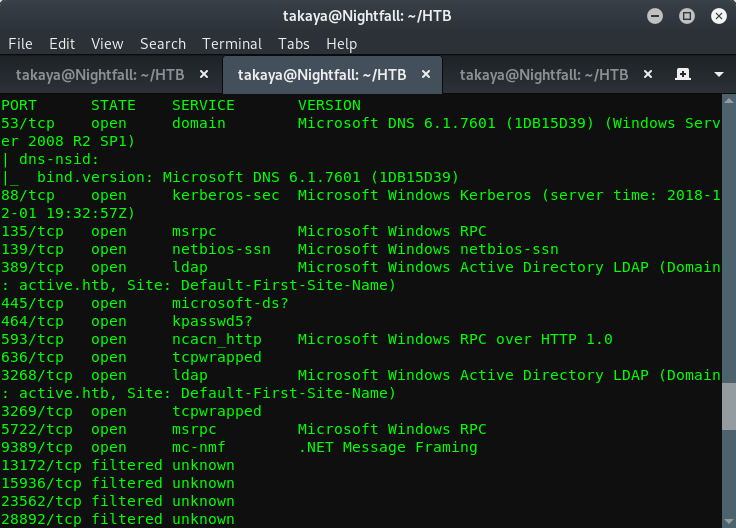 takaya@Nightfall: ~/HTB
File Edit View Search Terminal Tabs Help
takaya@Nightfall: ~/HTB × takaya@Nightfall: ~/HTB × takaya@Nightfall: ~/HTB ×
PORT      STATE    SERVICE       VERSION
53/tcp    open     domain        Microsoft DNS 6.1.7601 (1DB15D39) (Windows Serv
er 2008 R2 SP1)
| dns-nsid:
|_  bind.version: Microsoft DNS 6.1.7601 (1DB15D39)
88/tcp    open     kerberos-sec  Microsoft Windows Kerberos (server time: 2018-1
2-01 19:32:57Z)
135/tcp   open     msrpc         Microsoft Windows RPC
139/tcp   open     netbios-ssn   Microsoft Windows netbios-ssn
389/tcp   open     ldap          Microsoft Windows Active Directory LDAP (Domain
: active.htb, Site: Default-First-Site-Name)
445/tcp   open     microsoft-ds?
464/tcp   open     kpasswd5?
593/tcp   open     ncacn_http    Microsoft Windows RPC over HTTP 1.0
636/tcp   open     tcpwrapped
3268/tcp  open     ldap          Microsoft Windows Active Directory LDAP (Domain
: active.htb, Site: Default-First-Site-Name)
3269/tcp  open     tcpwrapped
5722/tcp  open     msrpc         Microsoft Windows RPC
9389/tcp  open     mc-nmf        .NET Message Framing
13172/tcp filtered unknown
15936/tcp filtered unknown
23562/tcp filtered unknown
28892/tcp filtered unknown